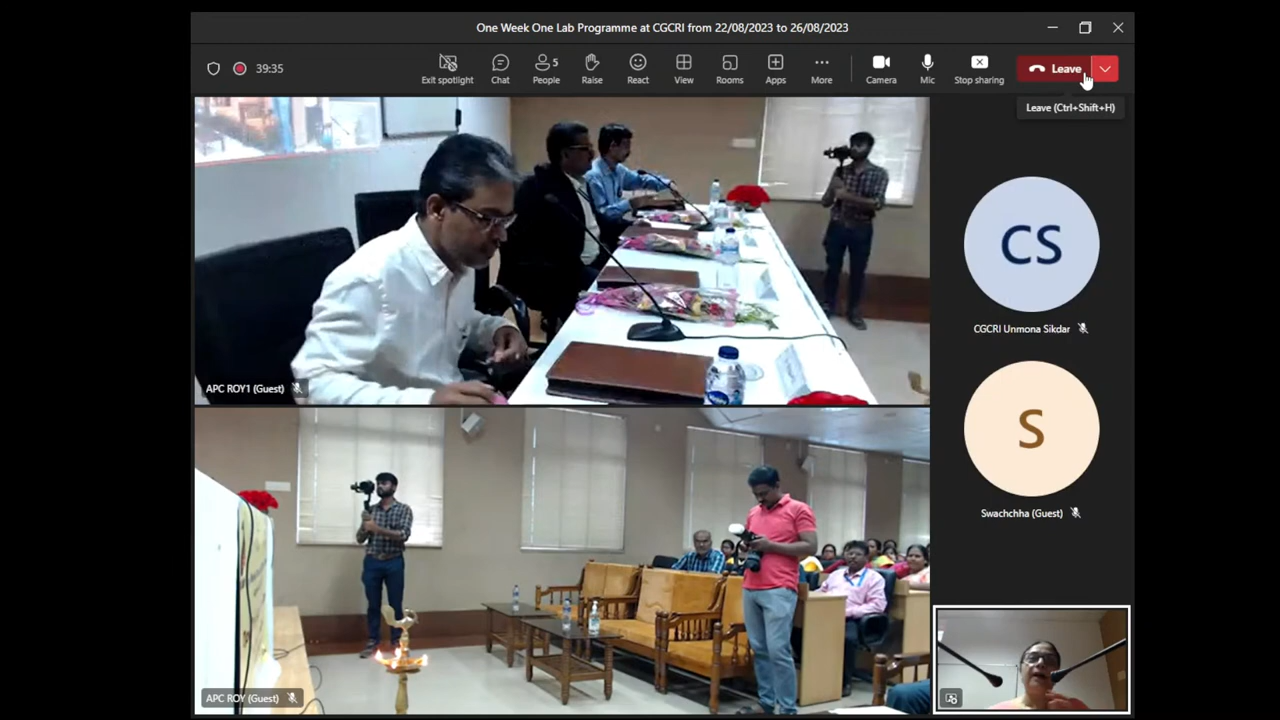 One Week One Lab Programme at CGCRI from 22/08/2023 to 26/08/2023
39:35
Exit spotlight
Chat
People 5
Raise
React
View
Rooms
Apps
More
Camera
Mic
Stop sharing
Leave
Leave (Ctrl+Shift+H)
APC ROY1 (Guest)
CS
CGCRI Unmona Sikdar
S
Swachchha (Guest)
APC ROY (Guest)